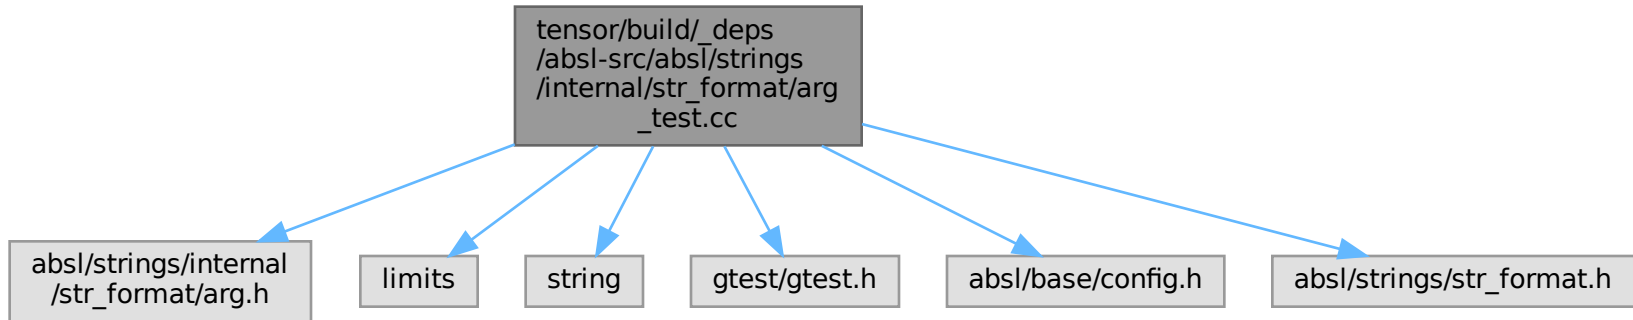 tensor/build/_deps
/absl-src/absl/strings
/internal/str_format/arg
_test.cc
absl/strings/internal
/str_format/arg.h
limits
string
gtest/gtest.h
absl/base/config.h
absl/strings/str_format.h